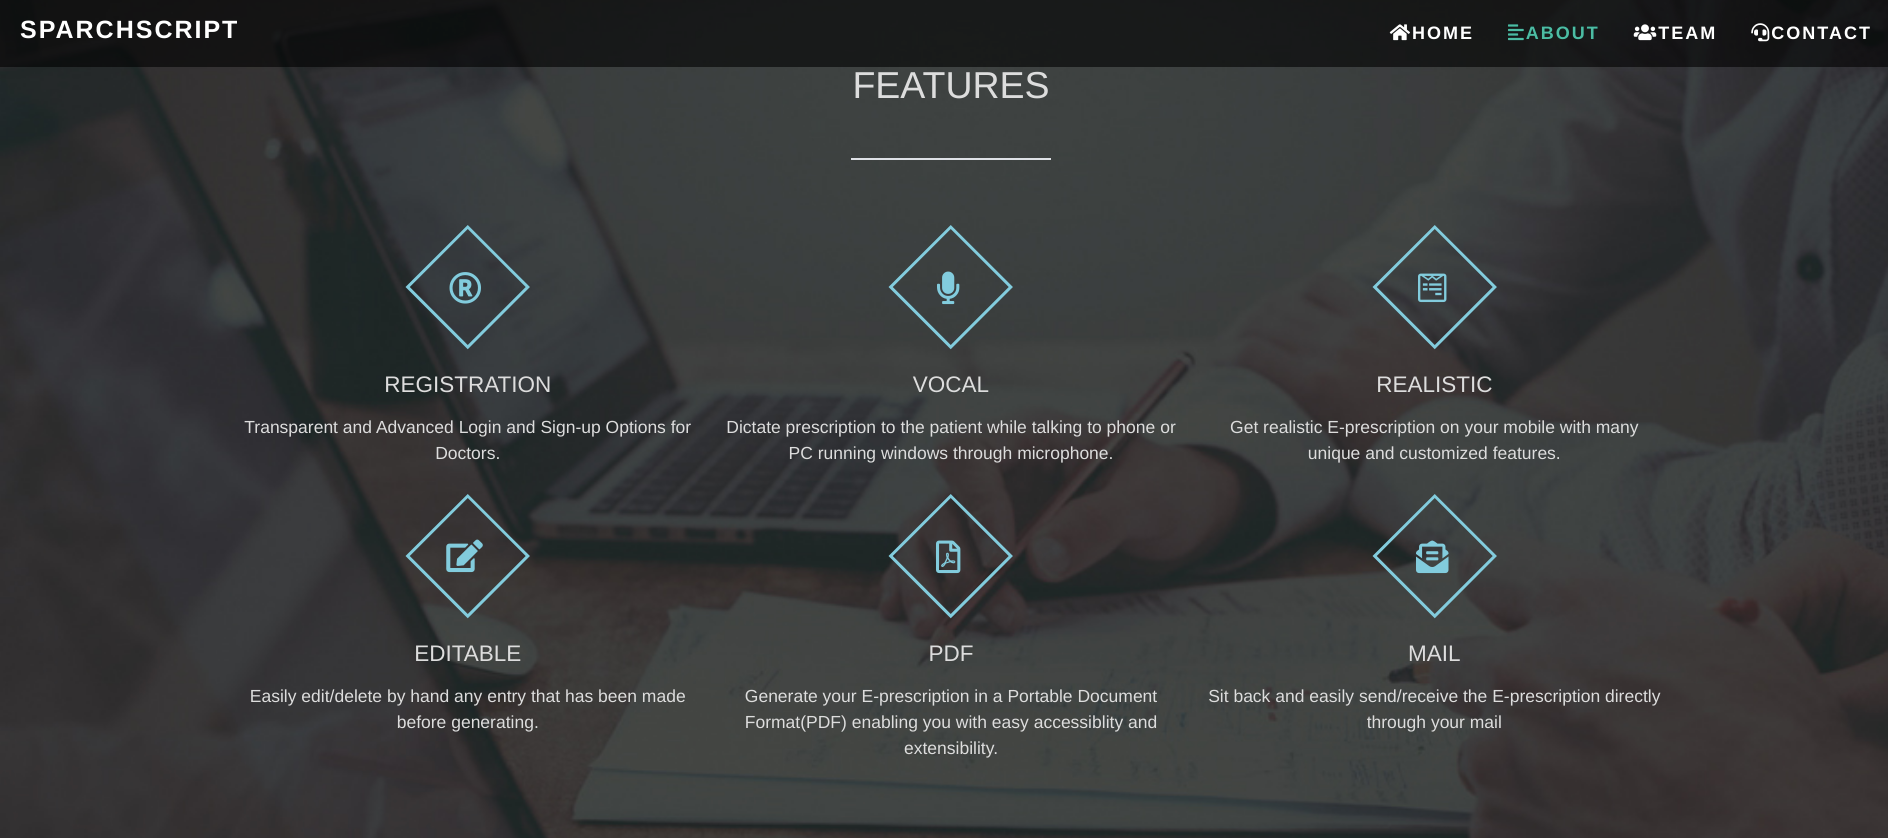 SPARCHSCRIPT
HOME ABOUT TEAM CONTACT
FEATURES
REGISTRATION
Transparent and Advanced Login and Sign-up Options for
Doctors.
VOCAL
Dictate prescription to the patient while talking to phone or
PC running windows through microphone.
REALISTIC
Get realistic E-prescription on your mobile with many
unique and customized features.
EDITABLE
Easily edit/delete by hand any entry that has been made
before generating.
PDF
Generate your E-prescription in a Portable Document
Format(PDF) enabling you with easy accessiblity and
extensibility.
MAIL
Sit back and easily send/receive the E-prescription directly
through your mail